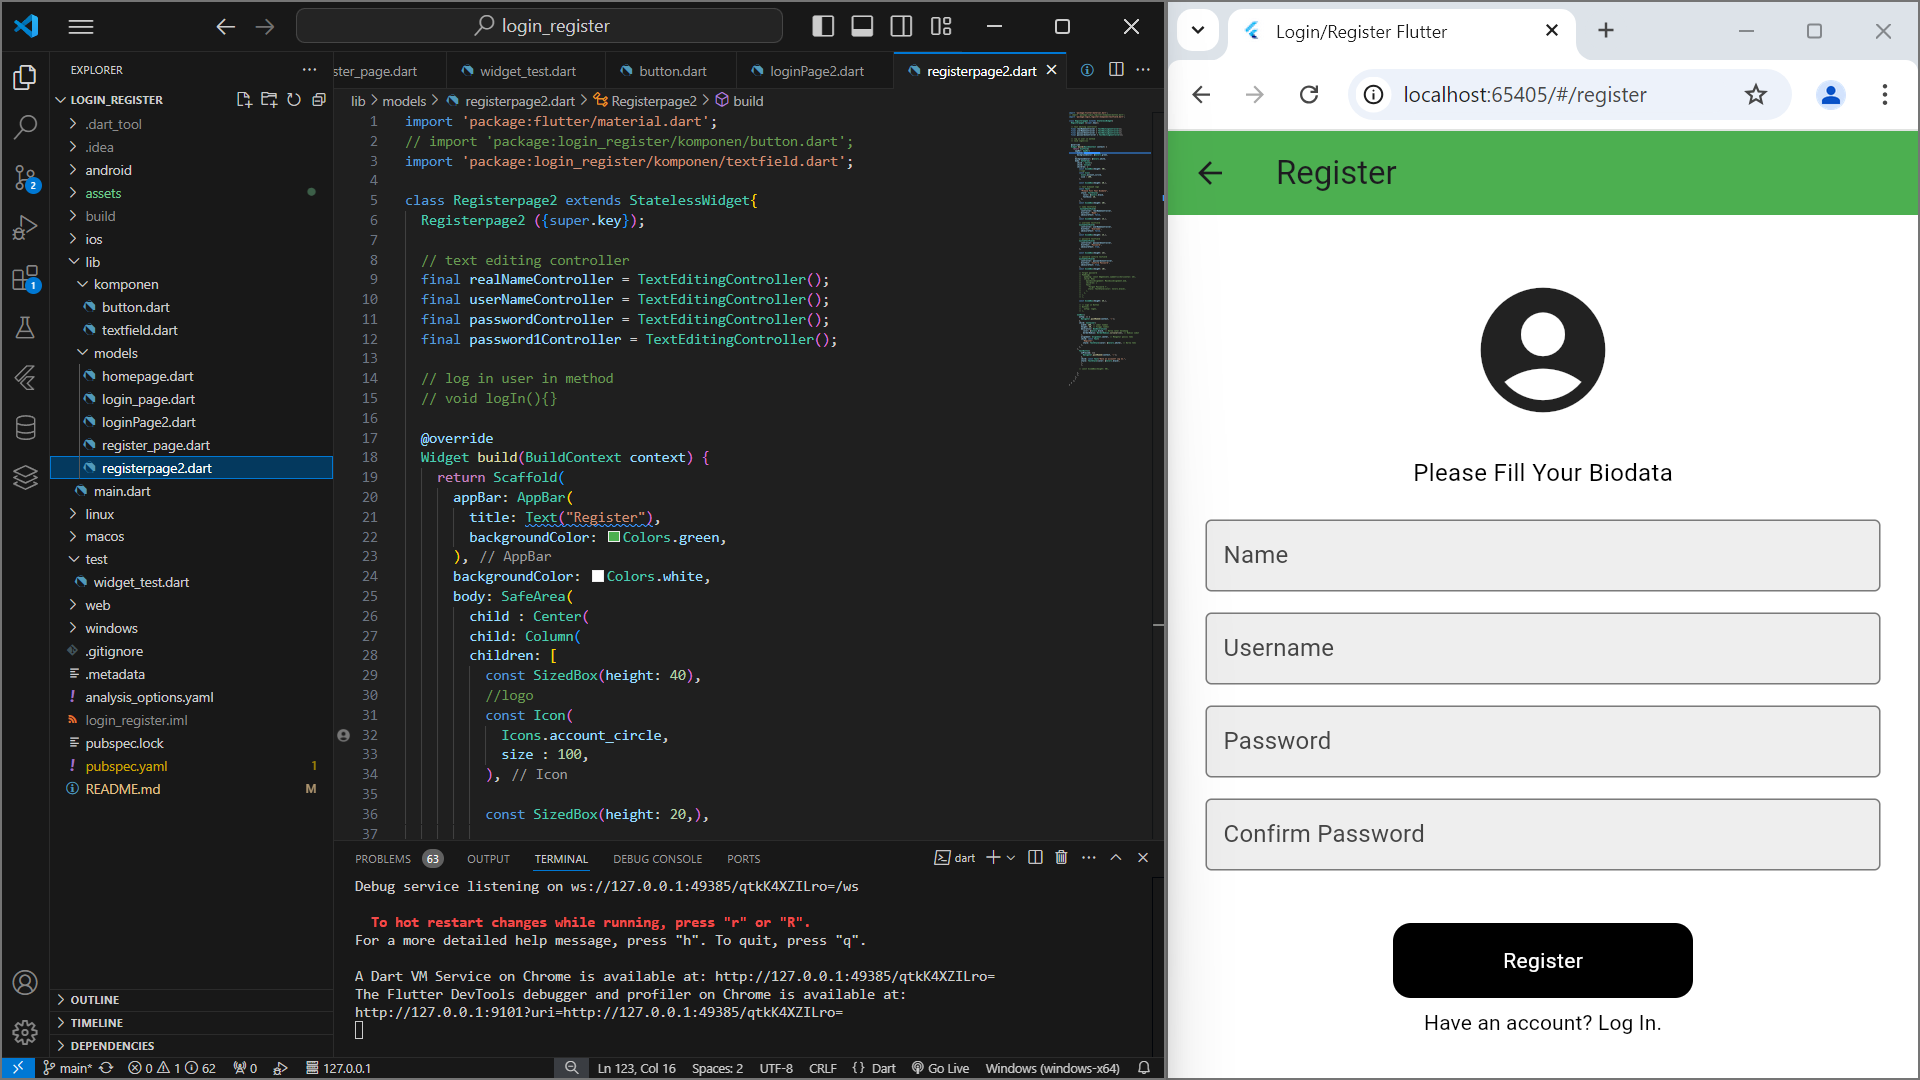 login_register
EXPLORER
ster_page.dart
widget_test.dart
button.dart
loginPage2.dart
registerpage2.dart
LOGIN_REGISTER
.dart_tool
.idea
android
assets
build
ios
lib
komponen
button.dart
textfield.dart
models
homepage.dart
login_page.dart
loginPage2.dart
register_page.dart
registerpage2.dart
main.dart
linux
macos
test
widget_test.dart
web
windows
.gitignore
.metadata
analysis_options.yaml
login_register.iml
pubspec.lock
pubspec.yaml 1
README.md M
OUTLINE
TIMELINE
DEPENDENCIES
2
1
lib > models > registerpage2.dart > Registerpage2 > build
1 import 'package:flutter/material.dart';
2 // import 'package:login_register/komponen/button.dart';
3 import 'package:login_register/komponen/textfield.dart';
4
5 class Registerpage2 extends StatelessWidget{
6 Registerpage2 ({super.key});
7
8 // text editing controller
9 final realNameController = TextEditingController();
10 final userNameController = TextEditingController();
11 final passwordController = TextEditingController();
12 final password1Controller = TextEditingController();
13
14 // log in user in method
15 // void logIn(){}
16
17 @override
18 Widget build(BuildContext context) {
19 return Scaffold(
20 appBar: AppBar(
21 title: Text("Register"),
22 backgroundColor: Colors.green,
23 ), // AppBar
24 backgroundColor: Colors.white,
25 body: SafeArea(
26 child : Center(
27 child: Column(
28 children: [
29 const SizedBox(height: 40),
30 //logo
31 const Icon(
32 Icons.account_circle,
33 size : 100,
34 ), // Icon
35
36 const SizedBox(height: 20,),
37
PROBLEMS 63 OUTPUT TERMINAL DEBUG CONSOLE PORTS
dart
Debug service listening on ws://127.0.0.1:49385/qtkK4XZILro=/ws
To hot restart changes while running, press "r" or "R".
For a more detailed help message, press "h". To quit, press "q".
A Dart VM Service on Chrome is available at: http://127.0.0.1:49385/qtkK4XZILro=
The Flutter DevTools debugger and profiler on Chrome is available at:
http://127.0.0.1:9101?uri=http://127.0.0.1:49385/qtkK4XZILro=
main* 0 1 62 0 127.0.0.1 Ln 123, Col 16 Spaces: 2 UTF-8 CRLF {} Dart Go Live Windows (windows-x64)
Login/Register Flutter
localhost:65405/#/register
Register
Please Fill Your Biodata
Name
Username
Password
Confirm Password
Register
Have an account? Log In.